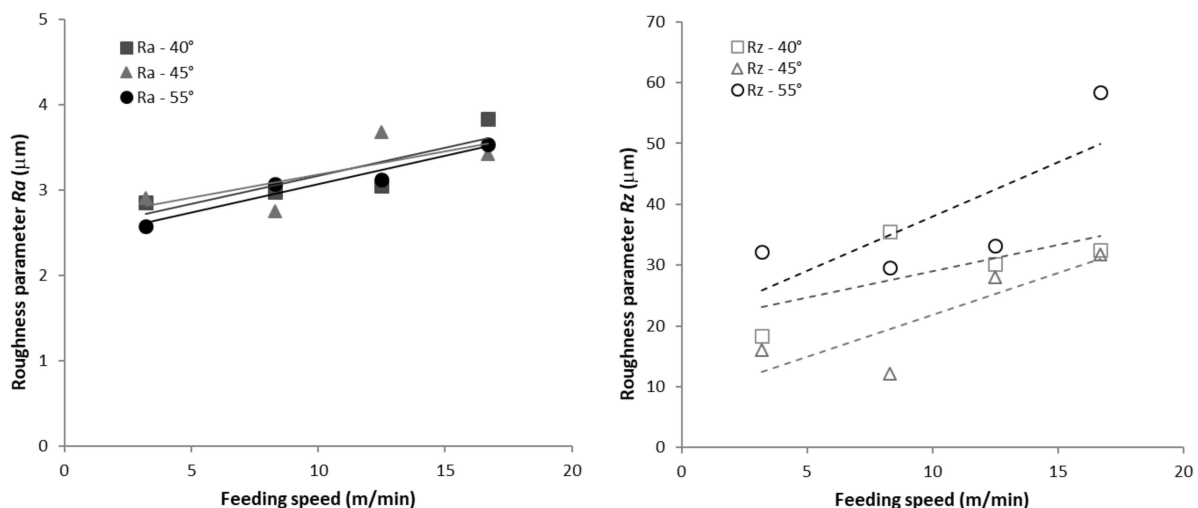 5
4
3
2
1
0
0
5
10
15
20
Roughness parameter Ra (μm)
Feeding speed (m/min)
Ra - 40°
Ra - 45°
Ra - 55°
70
60
50
40
30
20
10
0
0
5
10
15
20
Roughness parameter Rz (μm)
Feeding speed (m/min)
Rz - 40°
Rz - 45°
Rz - 55°